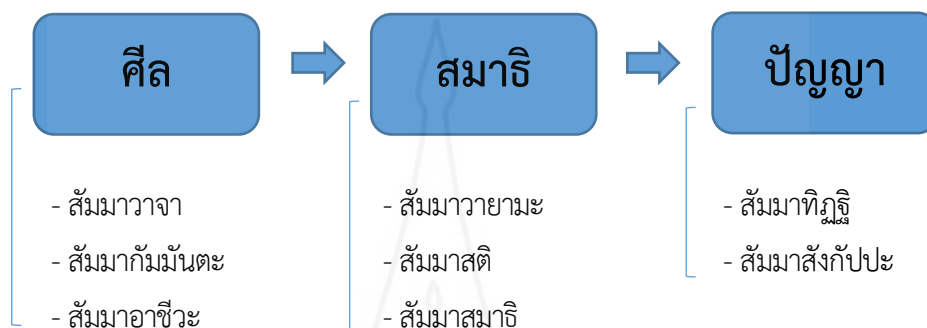 ศีล
- สัมมาวาจา
- สัมมากัมมันตะ
- สัมมาอาชีวะ
สมาธิ
- สัมมาวายามะ
- สัมมาสติ
- สัมมาสมาธิ
ปัญญา
- สัมมาทิฏฐิ
- สัมมาสังกัปปะ